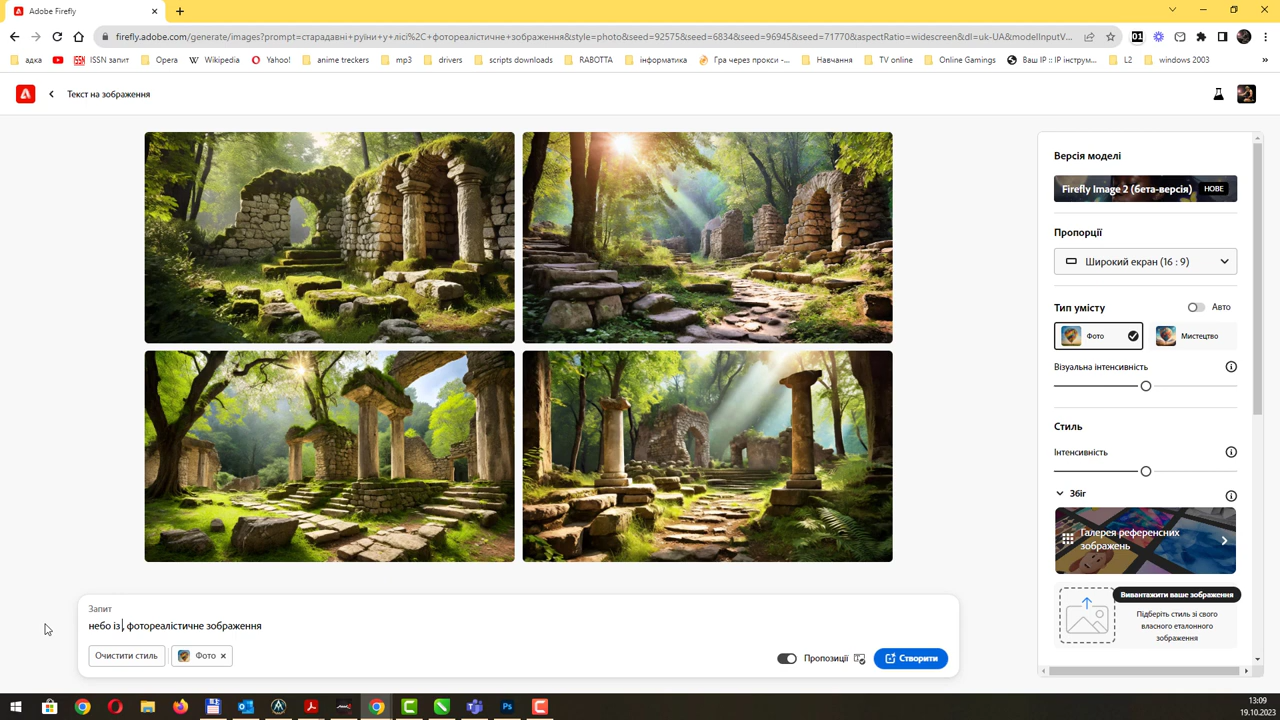 Adobe Firefly
firefly.adobe.com/generate/images?prompt=старадавні+руїни+у+лісі%2C+фотореалістичне+зображення&style=photo&seed=92575&seed=6834&seed=96945&seed=71770&aspectRatio=widescreen&dl=uk-UA&modelInputV...
адка
ISSN запит
Opera
Wikipedia
Yahoo!
anime treckers
mp3
drivers
scripts downloads
RABOTTA
інформатика
Гра через прокси -...
Навчання
TV online
Online Gamings
Ваш IP :: IP інструм...
L2
windows 2003
Текст на зображення
Версія моделі
Firefly Image 2 (бета-версія) НОВЕ
Пропорції
Широкий екран (16 : 9)
Тип умісту
Авто
Фото
Мистецтво
Візуальна інтенсивність
Стиль
Інтенсивність
Збіг
Галерея референсних
зображень
Вивантажити ваше зображення
Підберіть стиль зі свого
власного еталонного
зображення
Запит
небо із , фотореалістичне зображення
Очистити стиль
Фото
Пропозиції
Створити
13:09
19.10.2023